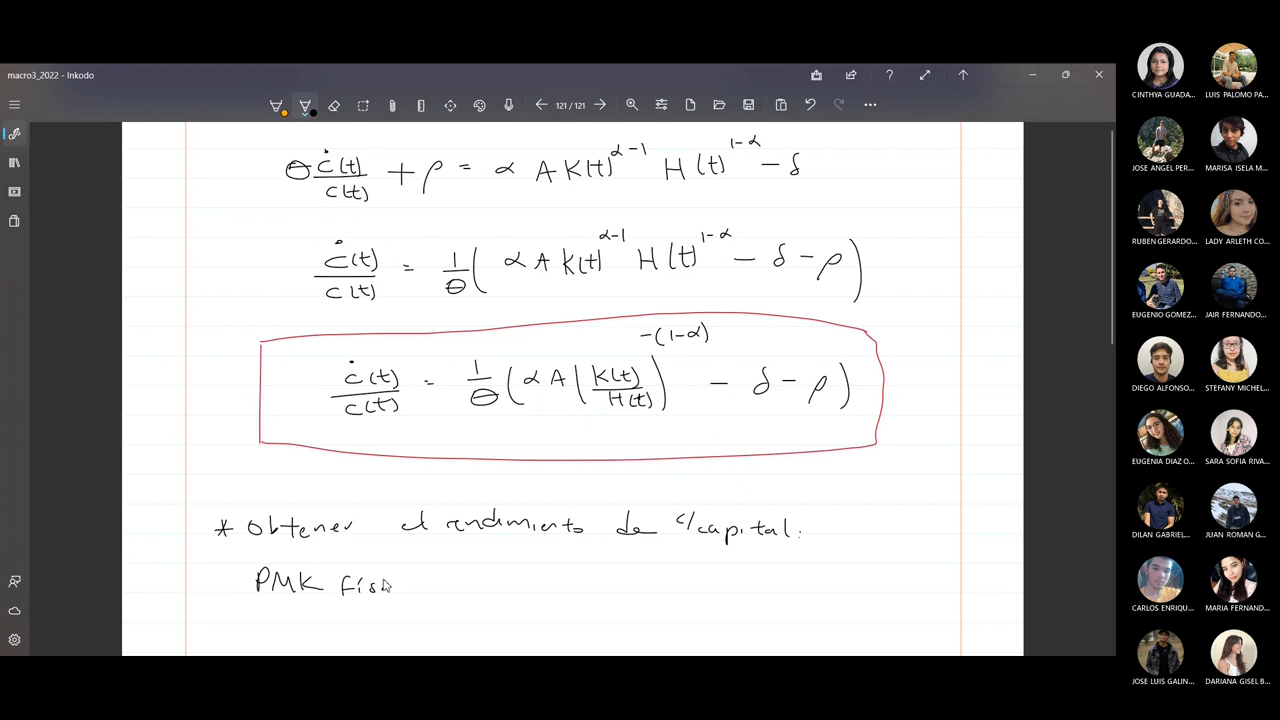 macro3_2022 - Inkodo
121 / 121
θ ċ(t)/c(t) + ρ = α A K(t)^(α-1) H(t)^(1-α) - δ
ċ(t)/c(t) = 1/θ ( α A K(t)^(α-1) H(t)^(1-α) - δ - ρ )
ċ(t)/c(t) = 1/θ ( α A ( K(t)/H(t) )^(-(1-α)) - δ - ρ )
* Obtener el rendimiento de c/capital:
PMK fís
CINTHYA GUADA...
LUIS PALOMO PA...
JOSE ANGEL PER...
MARISA ISELA M...
RUBEN GERARDO...
LADY ARLETH CO...
EUGENIO GOMEZ...
JAIR FERNANDO...
DIEGO ALFONSO...
STEFANY MICHEL...
EUGENIA DIAZ O...
SARA SOFIA RIVA...
DILAN GABRIEL...
JUAN ROMAN G...
CARLOS ENRIQU...
MARIA FERNAND...
JOSE LUIS GALIN...
DARIANA GISEL B...